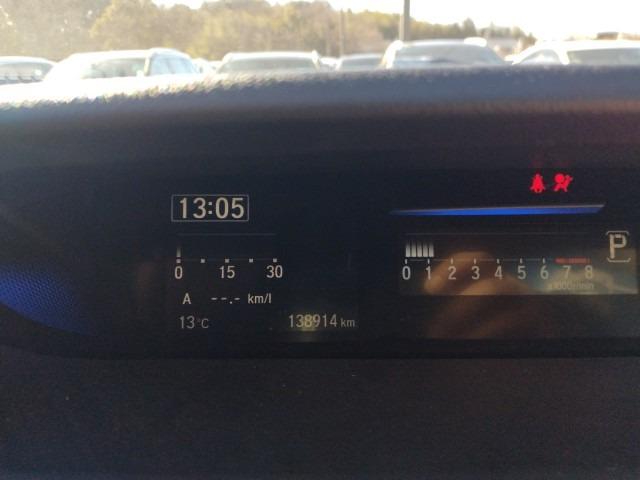 13:05
0 15 30
A --.- km/l
13°C
138914 km
0 1 2 3 4 5 6 7 8
x1000r/min
P